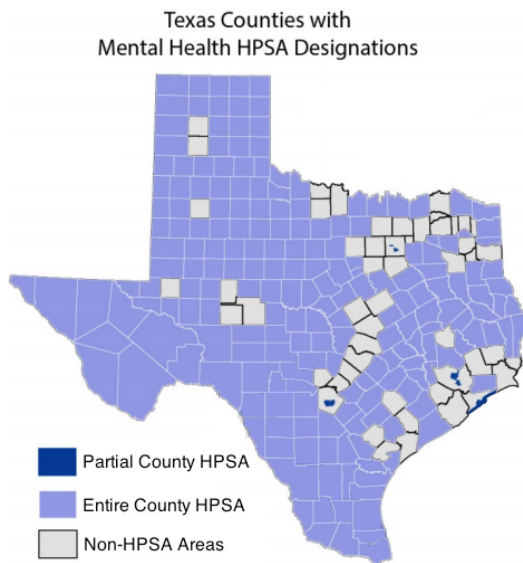 Texas Counties with
Mental Health HPSA Designations
Partial County HPSA
Entire County HPSA
Non-HPSA Areas